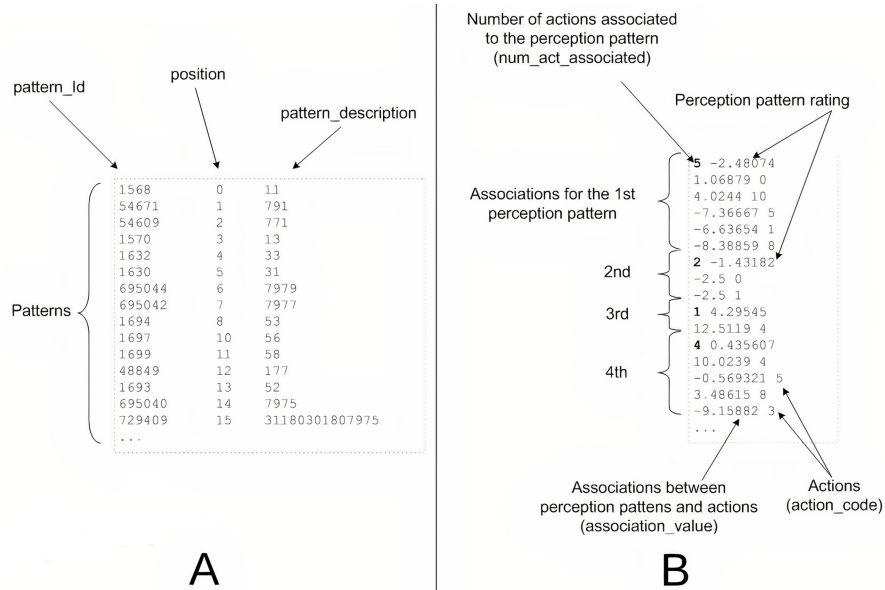 pattern_Id
position
pattern_description
Patterns
1568 0 11
54671 1 791
54609 2 771
1570 3 13
1632 4 33
1630 5 31
695044 6 7979
695042 7 7977
1694 8 53
1697 10 56
1699 11 58
48849 12 177
1693 13 52
695040 14 7975
729409 15 31180301807975
...
A
Number of actions associated
to the perception pattern
(num_act_associated)
Perception pattern rating
Associations for the 1st
perception pattern
2nd
3rd
4th
5 -2.48074
1.06879 0
4.0244 10
-7.36667 5
-6.63654 1
-8.38859 8
2 -1.43182
-2.5 0
-2.5 1
1 4.29545
12.5119 4
4 0.435607
10.0239 4
-0.569321 5
3.48615 8
-9.15882 3
...
Associations between
perception pattens and actions
(association_value)
Actions
(action_code)
B